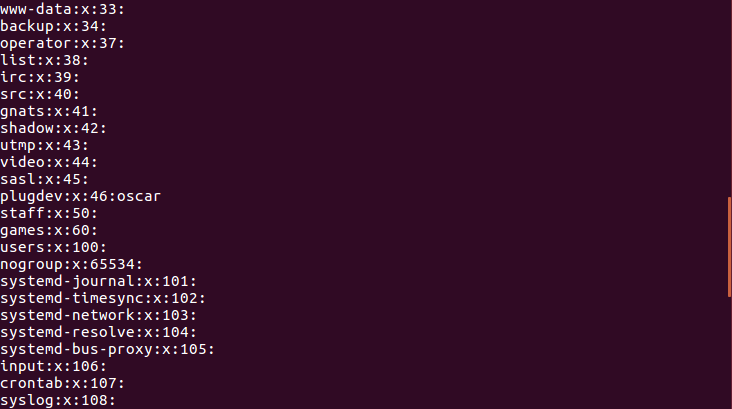 www-data:x:33:
backup:x:34:
operator:x:37:
list:x:38:
irc:x:39:
src:x:40:
gnats:x:41:
shadow:x:42:
utmp:x:43:
video:x:44:
sasl:x:45:
plugdev:x:46:oscar
staff:x:50:
games:x:60:
users:x:100:
nogroup:x:65534:
systemd-journal:x:101:
systemd-timesync:x:102:
systemd-network:x:103:
systemd-resolve:x:104:
systemd-bus-proxy:x:105:
input:x:106:
crontab:x:107:
syslog:x:108: